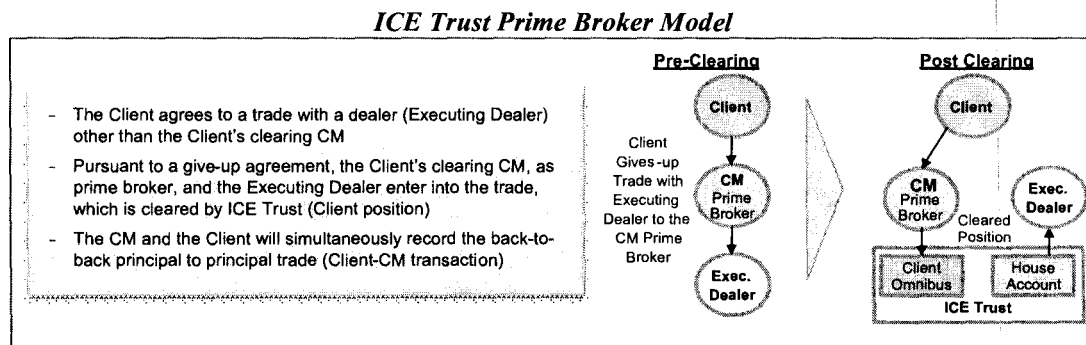 ICE Trust Prime Broker Model
- The Client agrees to a trade with a dealer (Executing Dealer)
other than the Client's clearing CM
- Pursuant to a give-up agreement, the Client's clearing CM, as
prime broker, and the Executing Dealer enter into the trade,
which is cleared by ICE Trust (Client position)
- The CM and the Client will simultaneously record the back-to-
back principal to principal trade (Client-CM transaction)
Pre-Clearing
Client
Client
Gives-up
Trade with
Executing
Dealer to the
CM Prime
Broker
CM
Prime
Broker
Exec.
Dealer
Post Clearing
Client
CM
Prime
Broker
Exec.
Dealer
Cleared
Position
Client
Omnibus
House
Account
ICE Trust